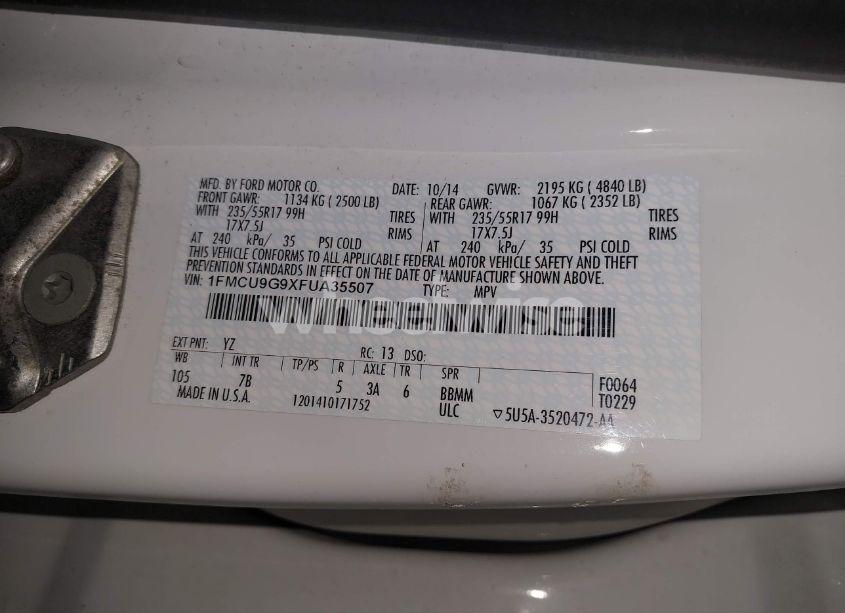 MFD. BY FORD MOTOR CO. DATE: 10/14 GVWR: 2195 KG ( 4840 LB)
FRONT GAWR: 1134 KG ( 2500 LB) REAR GAWR: 1067 KG ( 2352 LB)
WITH 235/55R17 99H TIRES WITH 235/55R17 99H TIRES
17X7.5J RIMS 17X7.5J RIMS
AT 240 kPa/ 35 PSI COLD AT 240 kPa/ 35 PSI COLD
THIS VEHICLE CONFORMS TO ALL APPLICABLE FEDERAL MOTOR VEHICLE SAFETY AND THEFT
PREVENTION STANDARDS IN EFFECT ON THE DATE OF MANUFACTURE SHOWN ABOVE.
VIN: 1FMCU9G9XFUA35507 TYPE: MPV
EXT PNT: YZ RC: 13 DSO:
WB INT TR TP/PS R AXLE TR SPR
105 7B 5 3A 6 BBMM F0064
MADE IN U.S.A. 1201410171752 ULC T0229
▽5U5A-3520472-AA